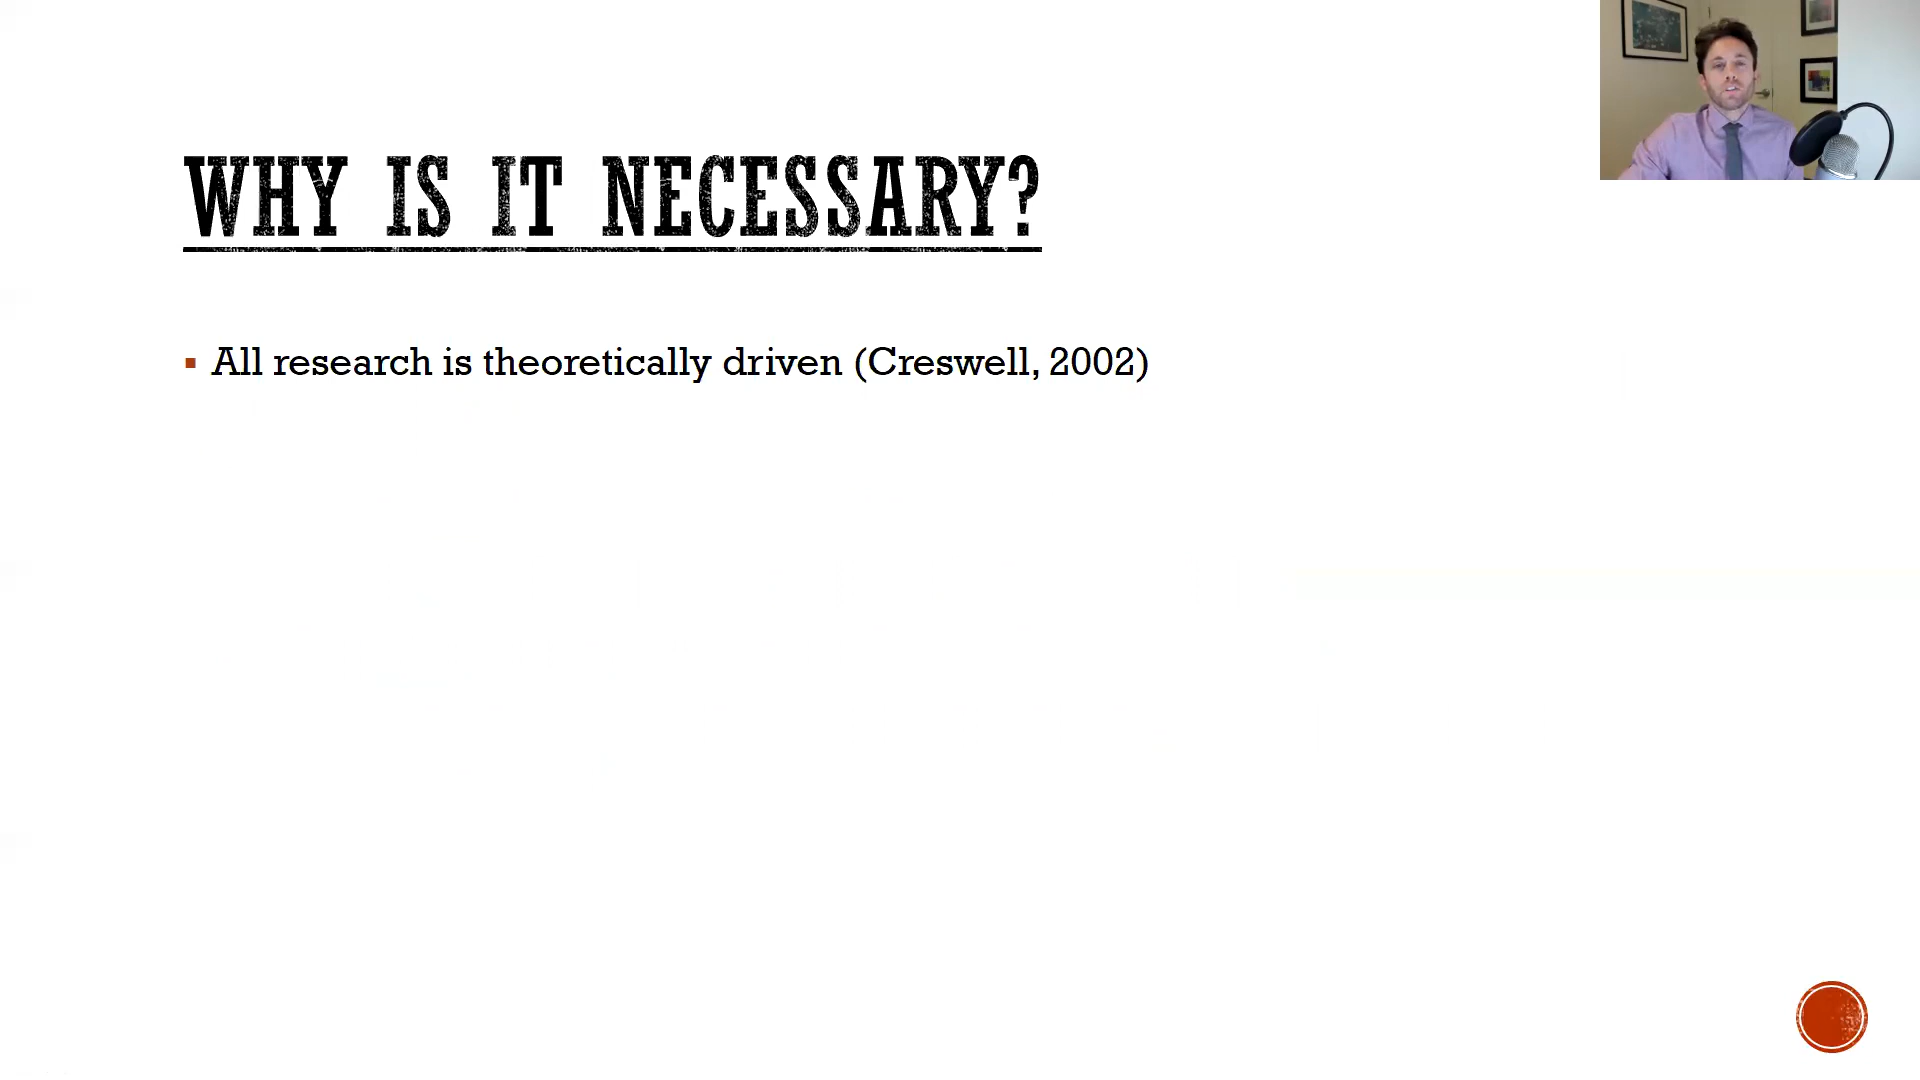 WHY IS IT NECESSARY?
All research is theoretically driven (Creswell, 2002)